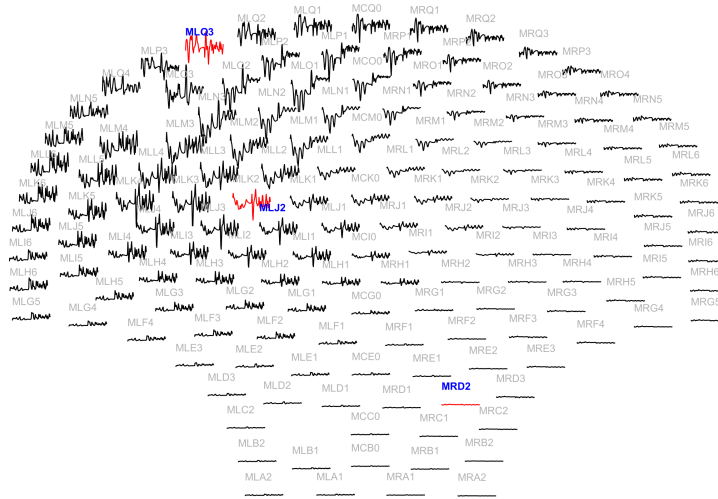 MLQ1 MCQ0 MRQ1
MLQ2 MRQ2
MLQ3 MRQ3
MLP1 MRP1
MLP2
MLP3 MRP3
MLO1 MCO0 MRO1
MLO2 MRO2
MLO3
MLO4 MRO4
MLN1 MRN1
MLN2 MRN2
MLN3 MRN3
MRN4
MLN5 MRN5
MLM1 MCM0 MRM1
MLM2 MRM2
MLM3 MRM3
MLM4 MRM4
MLM5 MRM5
MLL1 MRL1
MLL2 MRL2
MLL3 MRL3
MLL4 MRL4
MLL5 MRL5
MRL6
MLK1 MCK0 MRK1
MLK2 MRK2
MLK3 MRK3
MRK4
MLK5 MRK5
MRK6
MLJ1 MRJ1
MLJ2 MRJ2
MLJ3 MRJ3
MRJ4
MLJ5 MRJ5
MLJ6 MRJ6
MLI1 MCI0 MRI1
MLI2 MRI2
MLI3 MRI3
MLI4 MRI4
MLI5 MRI5
MLI6 MRI6
MLH1 MRH1
MLH2 MRH2
MLH3 MRH3
MLH4 MRH4
MLH5 MRH5
MLH6 MRH6
MLG1 MCG0 MRG1
MLG2 MRG2
MLG3 MRG3
MLG4 MRG4
MLG5 MRG5
MLF1 MRF1
MLF2 MRF2
MLF3 MRF3
MLF4 MRF4
MLE1 MCE0 MRE1
MLE2 MRE2
MLE3 MRE3
MLD1 MRD1
MLD2 MRD2
MLD3 MRD3
MLC2 MCC0 MRC1 MRC2
MLB2 MLB1 MCB0 MRB1 MRB2
MLA2 MLA1 MRA1 MRA2